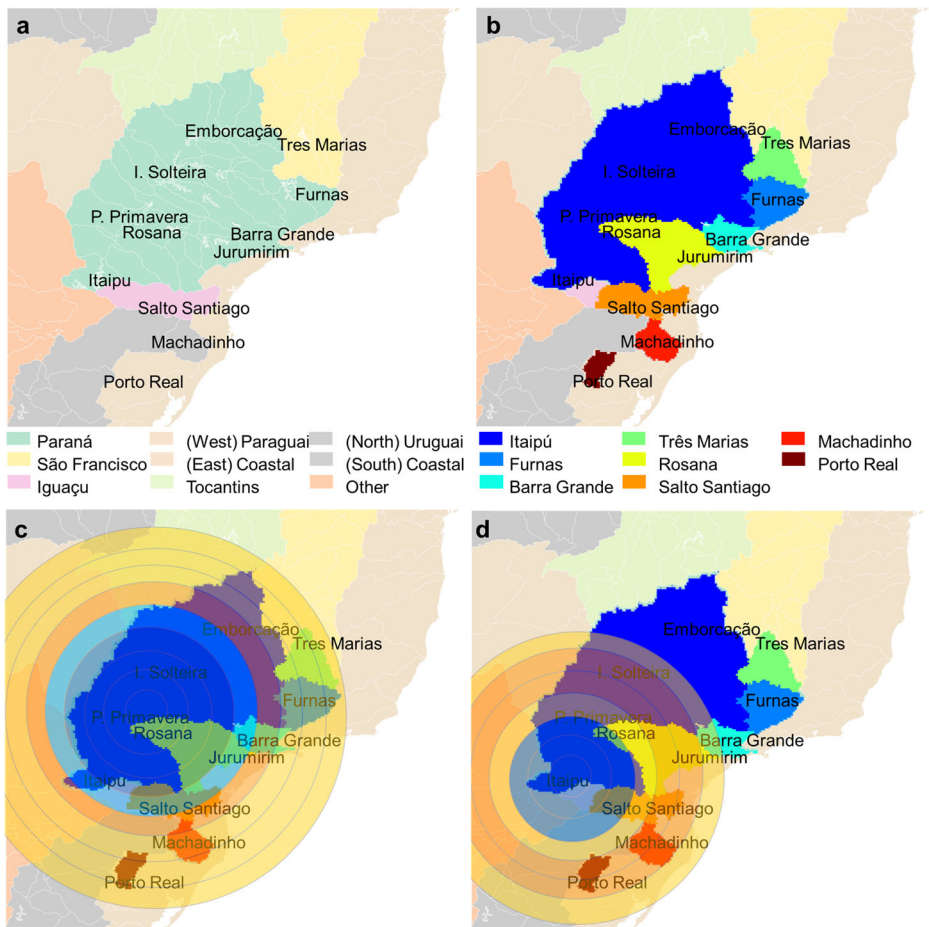 a
Emborcação
Tres Marias
I. Solteira
Furnas
P. Primavera
Rosana
Barra Grande
Jurumirim
Itaipu
Salto Santiago
Machadinho
Porto Real
b
Emborcação
Tres Marias
I. Solteira
Furnas
P. Primavera
Rosana
Barra Grande
Jurumirim
Itaipu
Salto Santiago
Machadinho
Porto Real
Paraná
São Francisco
Iguaçu
(West) Paraguai
(East) Coastal
Tocantins
(North) Uruguai
(South) Coastal
Other
Itaipú
Furnas
Barra Grande
Três Marias
Rosana
Salto Santiago
Machadinho
Porto Real
c
Emborcação
Tres Marias
I. Solteira
Furnas
P. Primavera
Rosana
Barra Grande
Jurumirim
Itaipu
Salto Santiago
Machadinho
Porto Real
d
Emborcação
Tres Marias
I. Solteira
Furnas
P. Primavera
Rosana
Barra Grande
Jurumirim
Itaipu
Salto Santiago
Machadinho
Porto Real